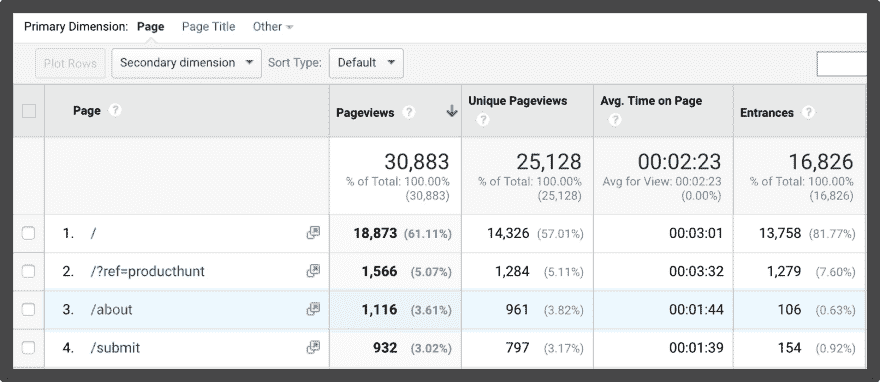 Primary Dimension: Page Page Title Other
Plot Rows Secondary dimension Sort Type: Default
Page ? Pageviews ? Unique Pageviews ? Avg. Time on Page ? Entrances ?
30,883 25,128 00:02:23 16,826
% of Total: 100.00% % of Total: 100.00% Avg for View: 00:02:23 % of Total: 100.00%
(30,883) (25,128) (0.00%) (16,826)
1. / 18,873 (61.11%) 14,326 (57.01%) 00:03:01 13,758 (81.77%)
2. /?ref=producthunt 1,566 (5.07%) 1,284 (5.11%) 00:03:32 1,279 (7.60%)
3. /about 1,116 (3.61%) 961 (3.82%) 00:01:44 106 (0.63%)
4. /submit 932 (3.02%) 797 (3.17%) 00:01:39 154 (0.92%)